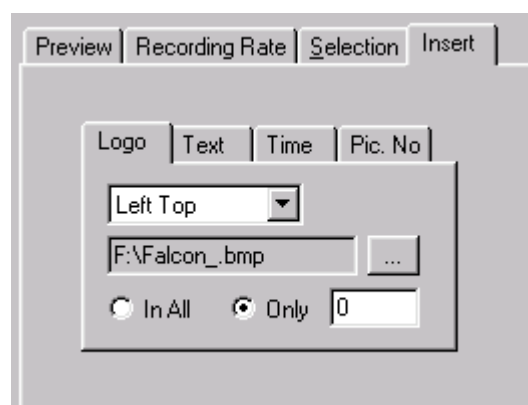 Preview Recording Rate Selection Insert
Logo Text Time Pic. No
Left Top
F:\Falcon_.bmp ...
In All Only 0